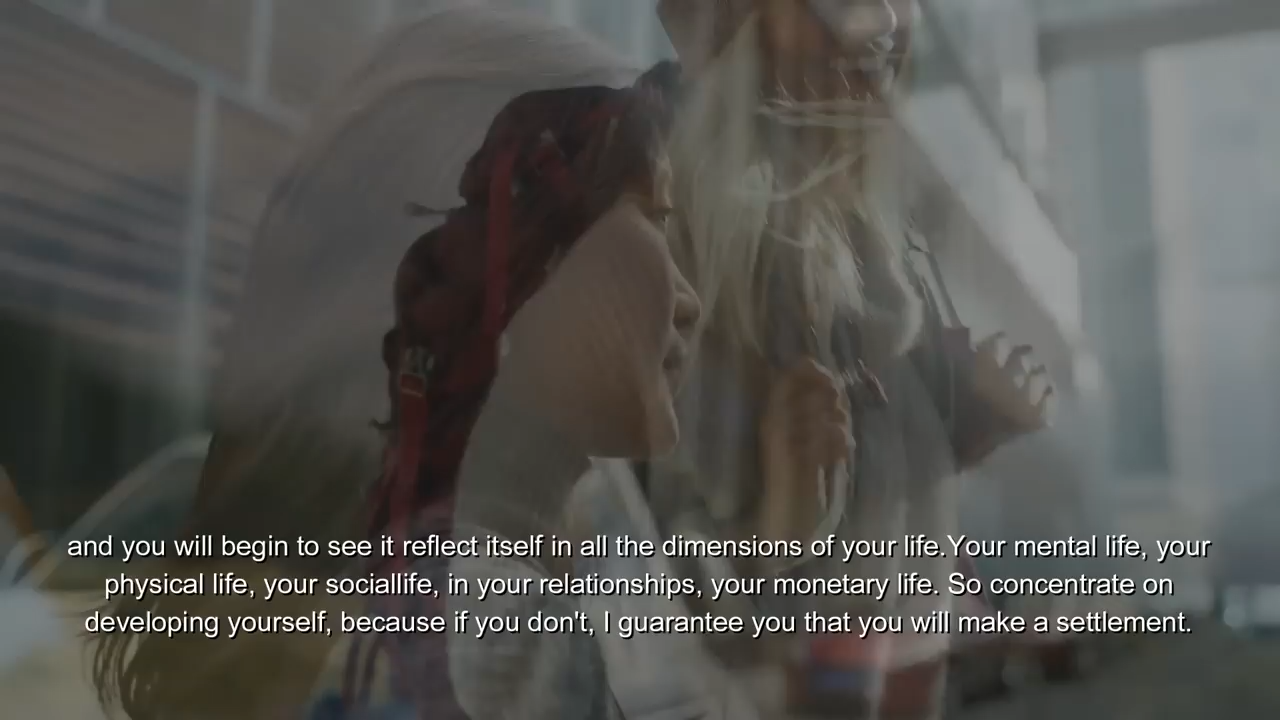 and you will begin to see it reflect itself in all the dimensions of your life.Your mental life, your
physical life, your sociallife, in your relationships, your monetary life. So concentrate on
developing yourself, because if you don't, I guarantee you that you will make a settlement.